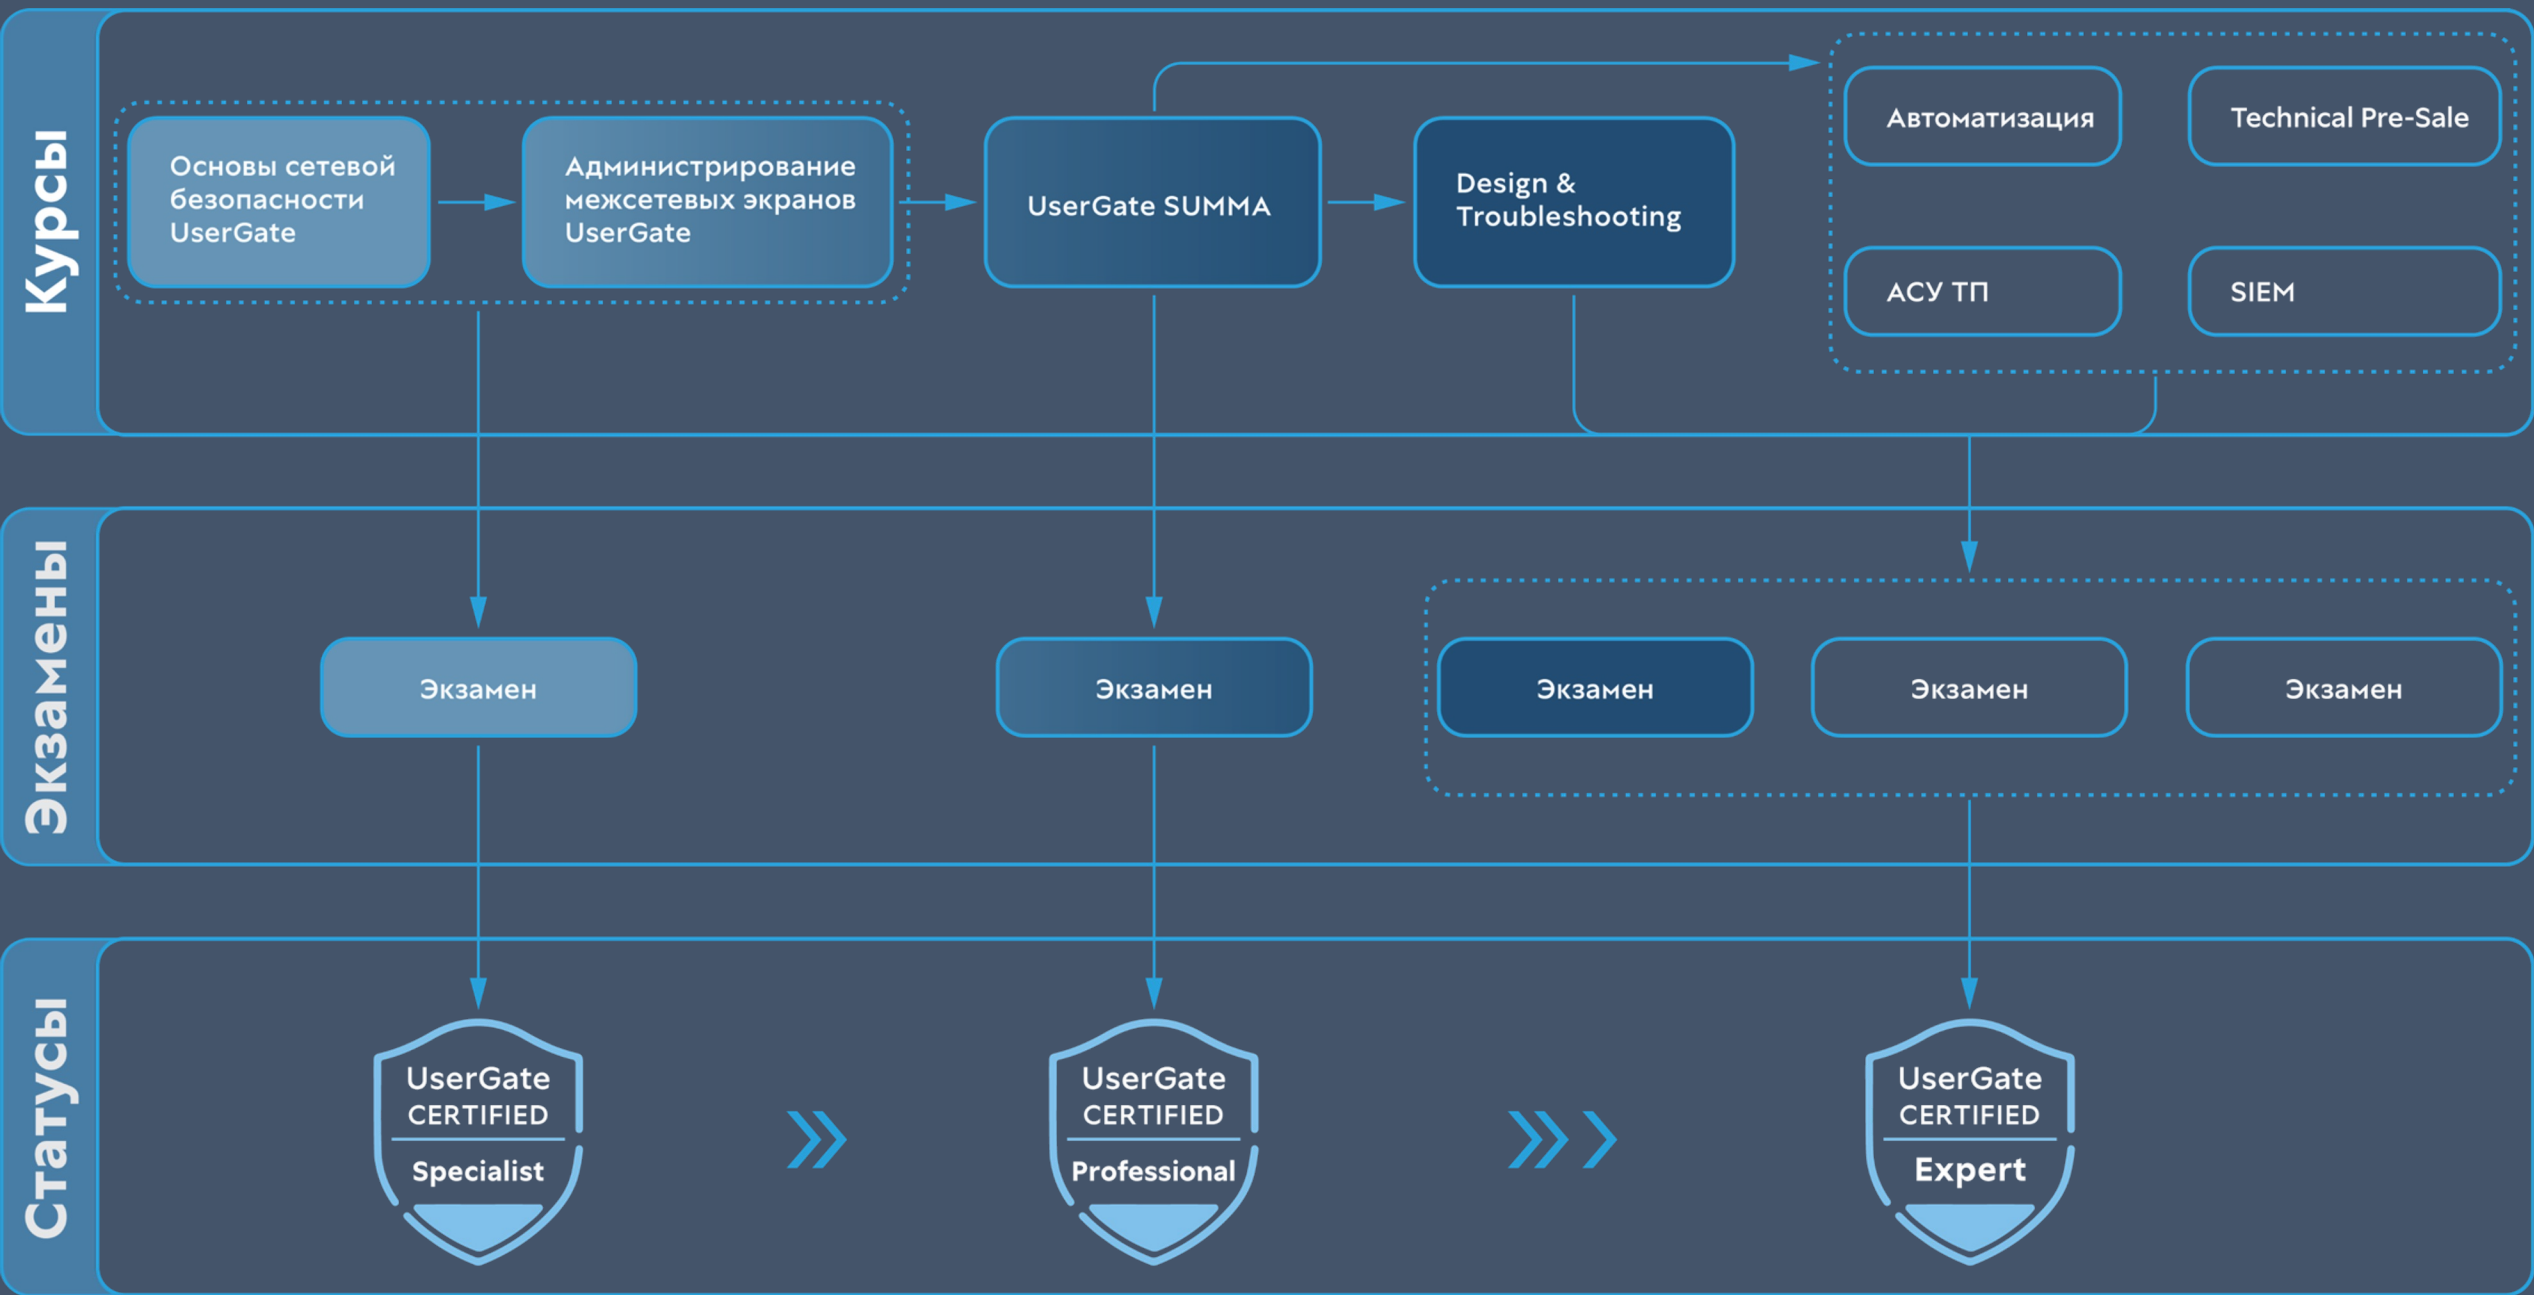 Курсы
Основы сетевой
безопасности
UserGate
Администрирование
межсетевых экранов
UserGate
UserGate SUMMA
Design &
Troubleshooting
Автоматизация
Technical Pre-Sale
АСУ ТП
SIEM
Экзамены
Экзамен
Экзамен
Экзамен
Экзамен
Экзамен
Статусы
UserGate
CERTIFIED
Specialist
UserGate
CERTIFIED
Professional
UserGate
CERTIFIED
Expert